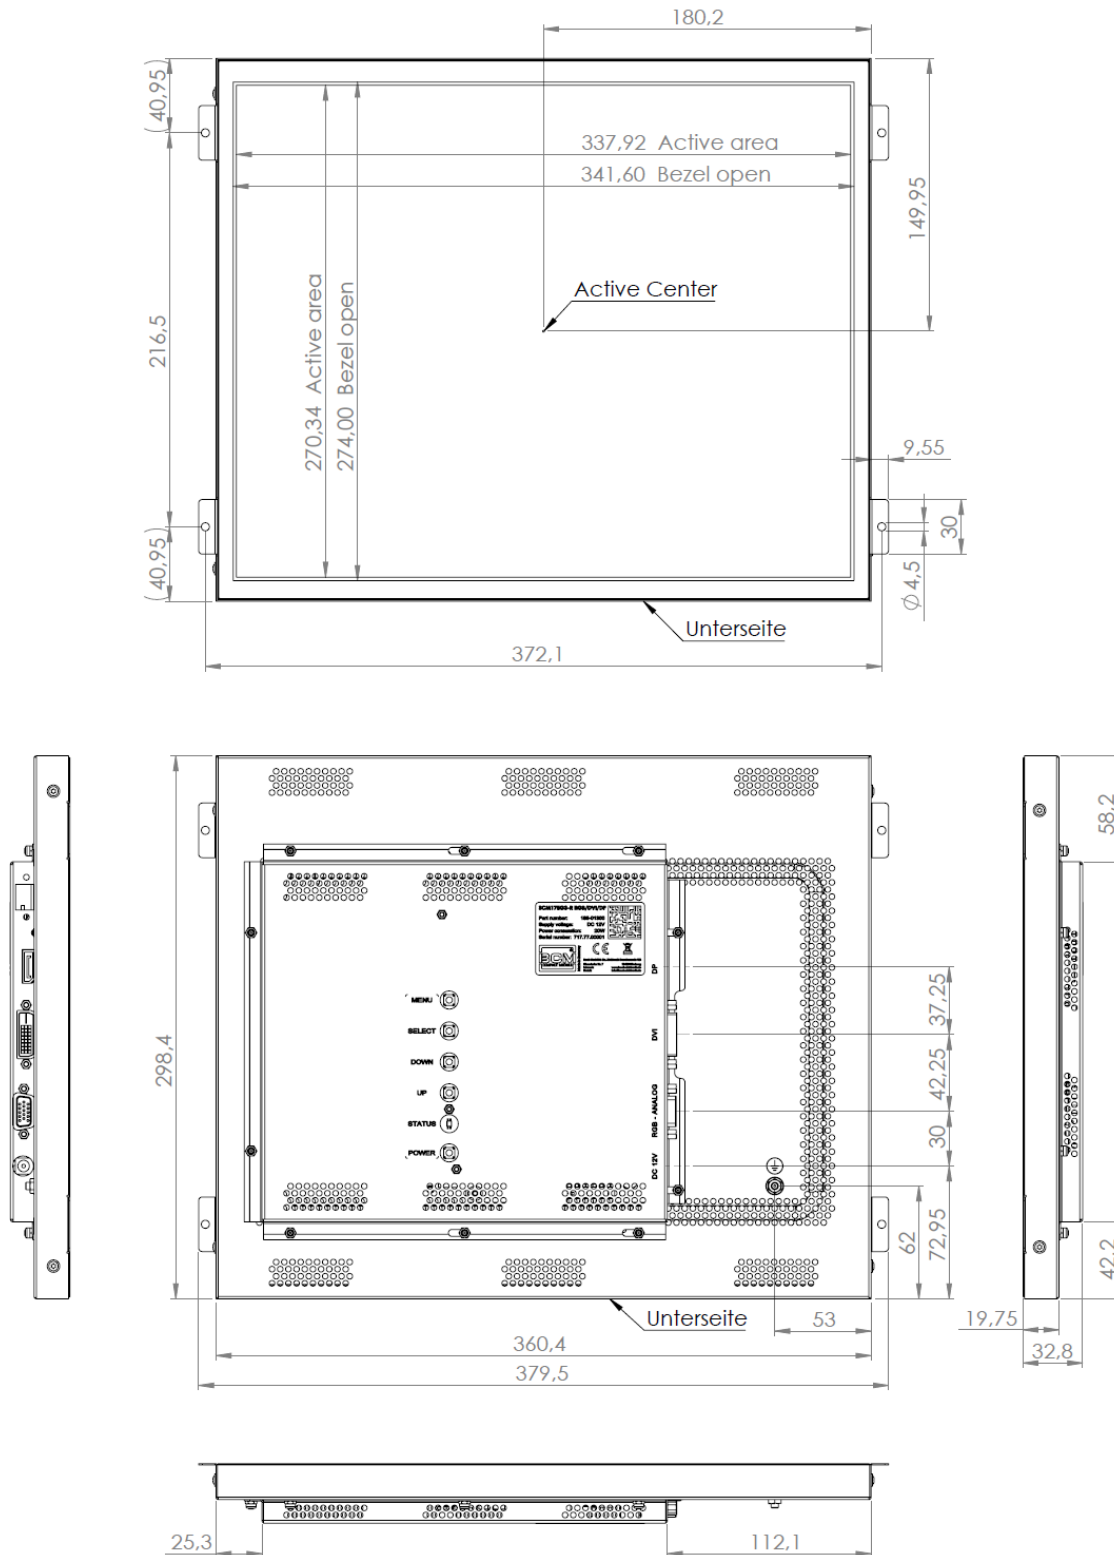 180,2
(40,95)
337,92 Active area
341,60 Bezel open
149,95
Active Center
216,5
270,34 Active area
274,00 Bezel open
9,55
30
(40,95)
Ø 4,5
Unterseite
372,1
58,2
BCM
CE
DP
MENU
37,25
SELECT
DVI
298,4
DOWN
42,25
UP
RGB - ANALOG
STATUS
30
POWER
DC 12V
62
72,95
42,2
Unterseite
53
19,75
360,4
32,8
379,5
25,3
112,1